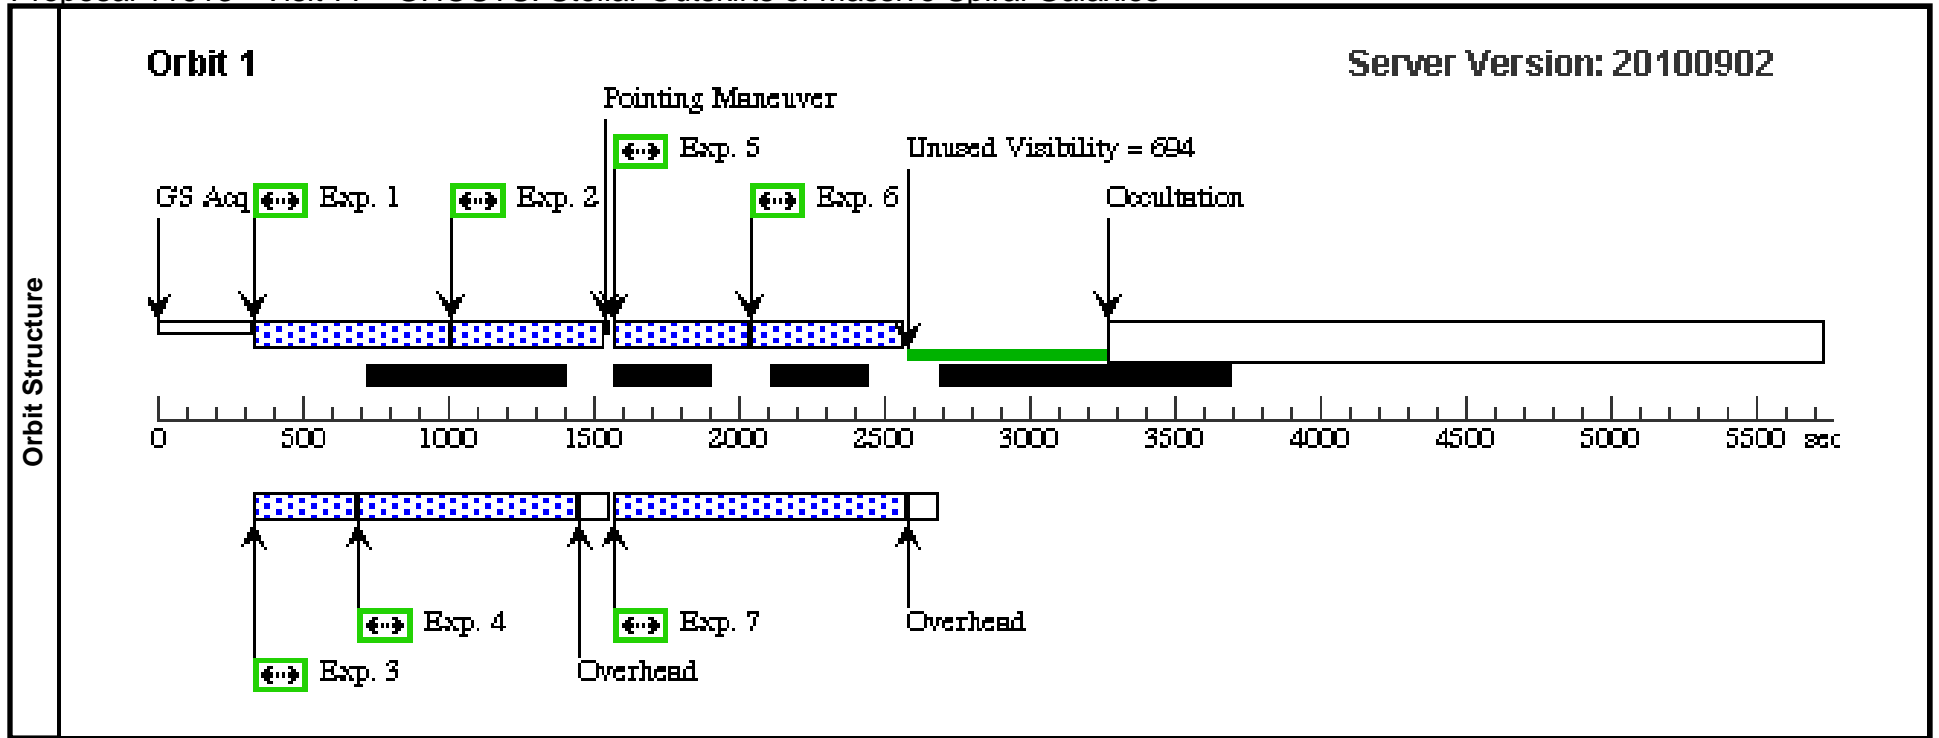 Orbit 1
Server Version: 20100902
Pointing Maneuver
Exp. 5
Unused Visibility = 694
GS Acq
Exp. 1
Exp. 2
Exp. 6
Occultation
Orbit Structure
0 500 1000 1500 2000 2500 3000 3500 4000 4500 5000 5500 sec
Exp. 4
Exp. 7
Overhead
Exp. 3
Overhead